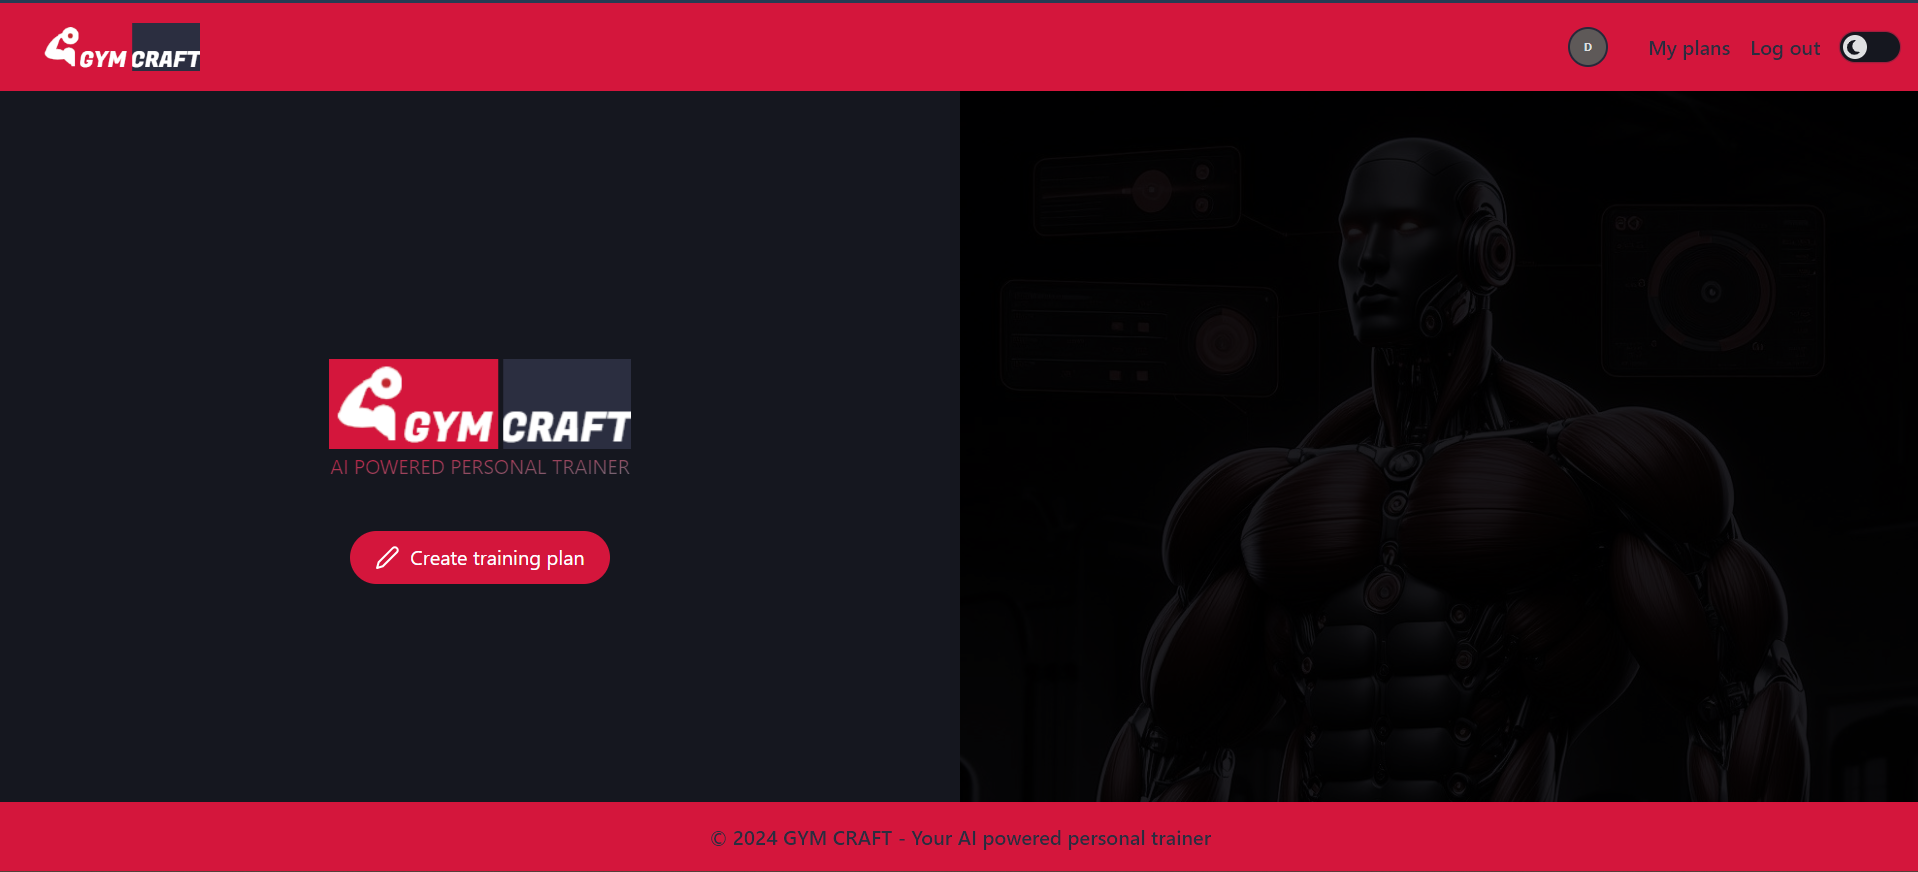 GYM CRAFT
D
My plans
Log out
GYM CRAFT
AI POWERED PERSONAL TRAINER
Create training plan
© 2024 GYM CRAFT - Your AI powered personal trainer